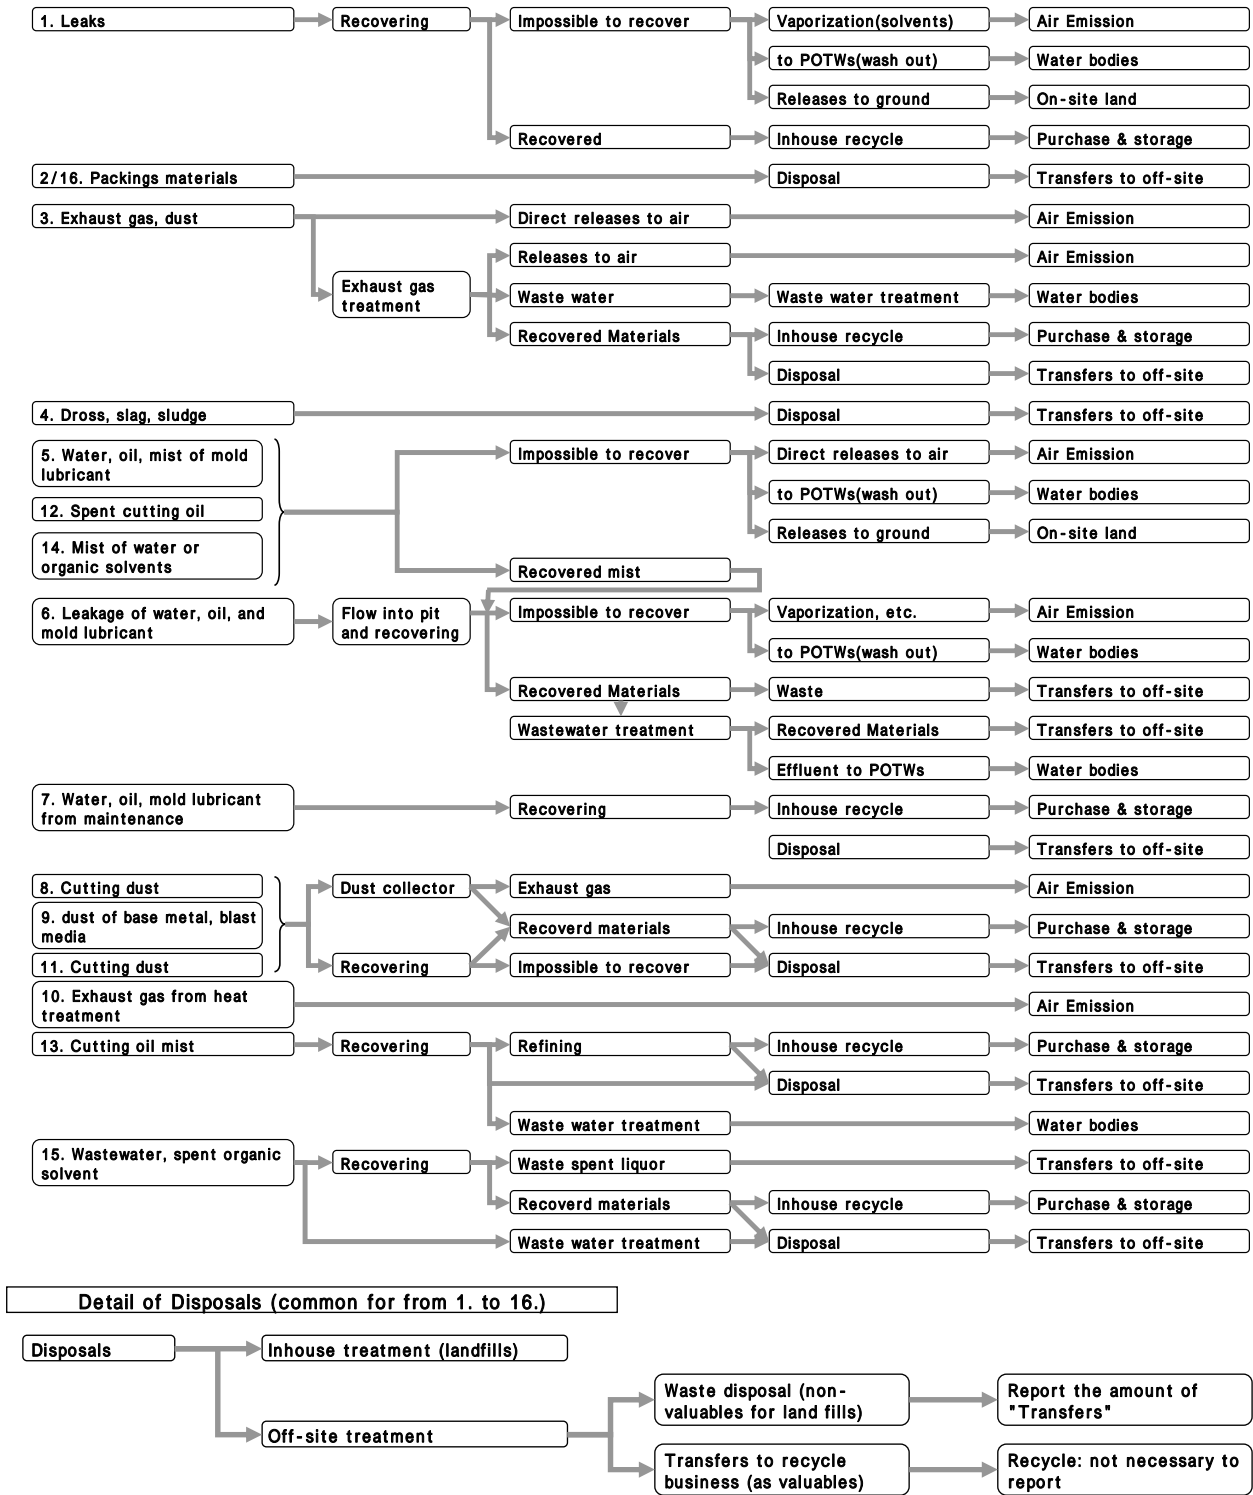 1. Leaks
Recovering
Impossible to recover
Vaporization(solvents)
Air Emission
to POTWs(wash out)
Water bodies
Releases to ground
On-site land
Recovered
Inhouse recycle
Purchase & storage
2/16. Packings materials
Disposal
Transfers to off-site
3. Exhaust gas, dust
Direct releases to air
Air Emission
Releases to air
Air Emission
Exhaust gas
treatment
Waste water
Waste water treatment
Water bodies
Recovered Materials
Inhouse recycle
Purchase & storage
Disposal
Transfers to off-site
4. Dross, slag, sludge
Disposal
Transfers to off-site
5. Water, oil, mist of mold
lubricant
Impossible to recover
Direct releases to air
Air Emission
12. Spent cutting oil
to POTWs(wash out)
Water bodies
14. Mist of water or
organic solvents
Releases to ground
On-site land
Recovered mist
6. Leakage of water, oil, and
mold lubricant
Flow into pit
and recovering
Impossible to recover
Vaporization, etc.
Air Emission
to POTWs(wash out)
Water bodies
Recovered Materials
Waste
Transfers to off-site
Wastewater treatment
Recovered Materials
Transfers to off-site
Effluent to POTWs
Water bodies
7. Water, oil, mold lubricant
from maintenance
Recovering
Inhouse recycle
Purchase & storage
Disposal
Transfers to off-site
8. Cutting dust
Dust collector
Exhaust gas
Air Emission
9. dust of base metal, blast
media
Recoverd materials
Inhouse recycle
Purchase & storage
11. Cutting dust
Recovering
Impossible to recover
Disposal
Transfers to off-site
10. Exhaust gas from heat
treatment
Air Emission
13. Cutting oil mist
Recovering
Refining
Inhouse recycle
Purchase & storage
Disposal
Transfers to off-site
Waste water treatment
Water bodies
15. Wastewater, spent organic
solvent
Recovering
Waste spent liquor
Transfers to off-site
Recoverd materials
Inhouse recycle
Purchase & storage
Waste water treatment
Disposal
Transfers to off-site
Detail of Disposals (common for from 1. to 16.)
Disposals
Inhouse treatment (landfills)
Off-site treatment
Waste disposal (non-
valuables for land fills)
Report the amount of
"Transfers"
Transfers to recycle
business (as valuables)
Recycle: not necessary to
report